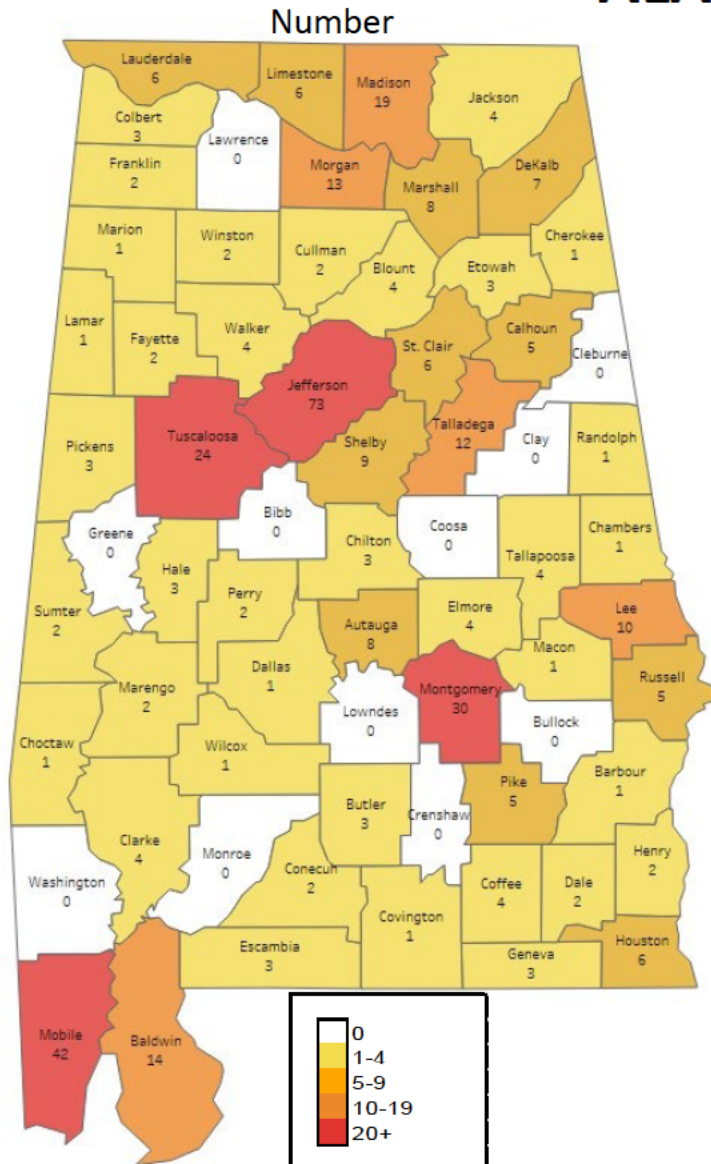 Number
Lauderdale
6
Limestone
6
Madison
19
Jackson
4
Colbert
3
Lawrence
0
Franklin
2
Morgan
13
Marshall
8
DeKalb
7
Marion
1
Winston
2
Cullman
2
Blount
4
Etowah
3
Cherokee
1
Lamar
1
Fayette
2
Walker
4
Jefferson
73
St. Clair
6
Calhoun
5
Cleburne
0
Pickens
3
Tuscaloosa
24
Shelby
9
Talladega
12
Clay
0
Randolph
1
Greene
0
Bibb
0
Chilton
3
Coosa
0
Tallapoosa
4
Chambers
1
Sumter
2
Hale
3
Perry
2
Autauga
8
Elmore
4
Lee
10
Macon
1
Russell
5
Dallas
1
Marengo
2
Lowndes
0
Montgomery
30
Bullock
0
Choctaw
1
Wilcox
1
Butler
3
Crenshaw
0
Pike
5
Barbour
1
Clarke
4
Monroe
0
Conecuh
2
Washington
0
Covington
1
Coffee
4
Dale
2
Henry
2
Escambia
3
Geneva
3
Houston
6
Mobile
42
Baldwin
14
0
1-4
5-9
10-19
20+